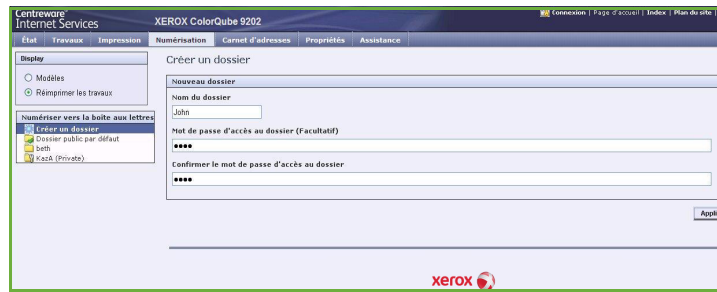 Centreware®
Internet Services
XEROX ColorQube 9202
Connexion | Page d'accueil | Index | Plan du site |
État Travaux Impression Numérisation Carnet d'adresses Propriétés Assistance
Display
Modèles
Réimprimer les travaux
Numériser vers la boîte aux lettres
Créer un dossier
Dossier public par défaut
beth
KazA (Private)
Créer un dossier
Nouveau dossier
Nom du dossier
John
Mot de passe d'accès au dossier (Facultatif)
●●●●
Confirmer le mot de passe d'accès au dossier
●●●●
Appli
xerox